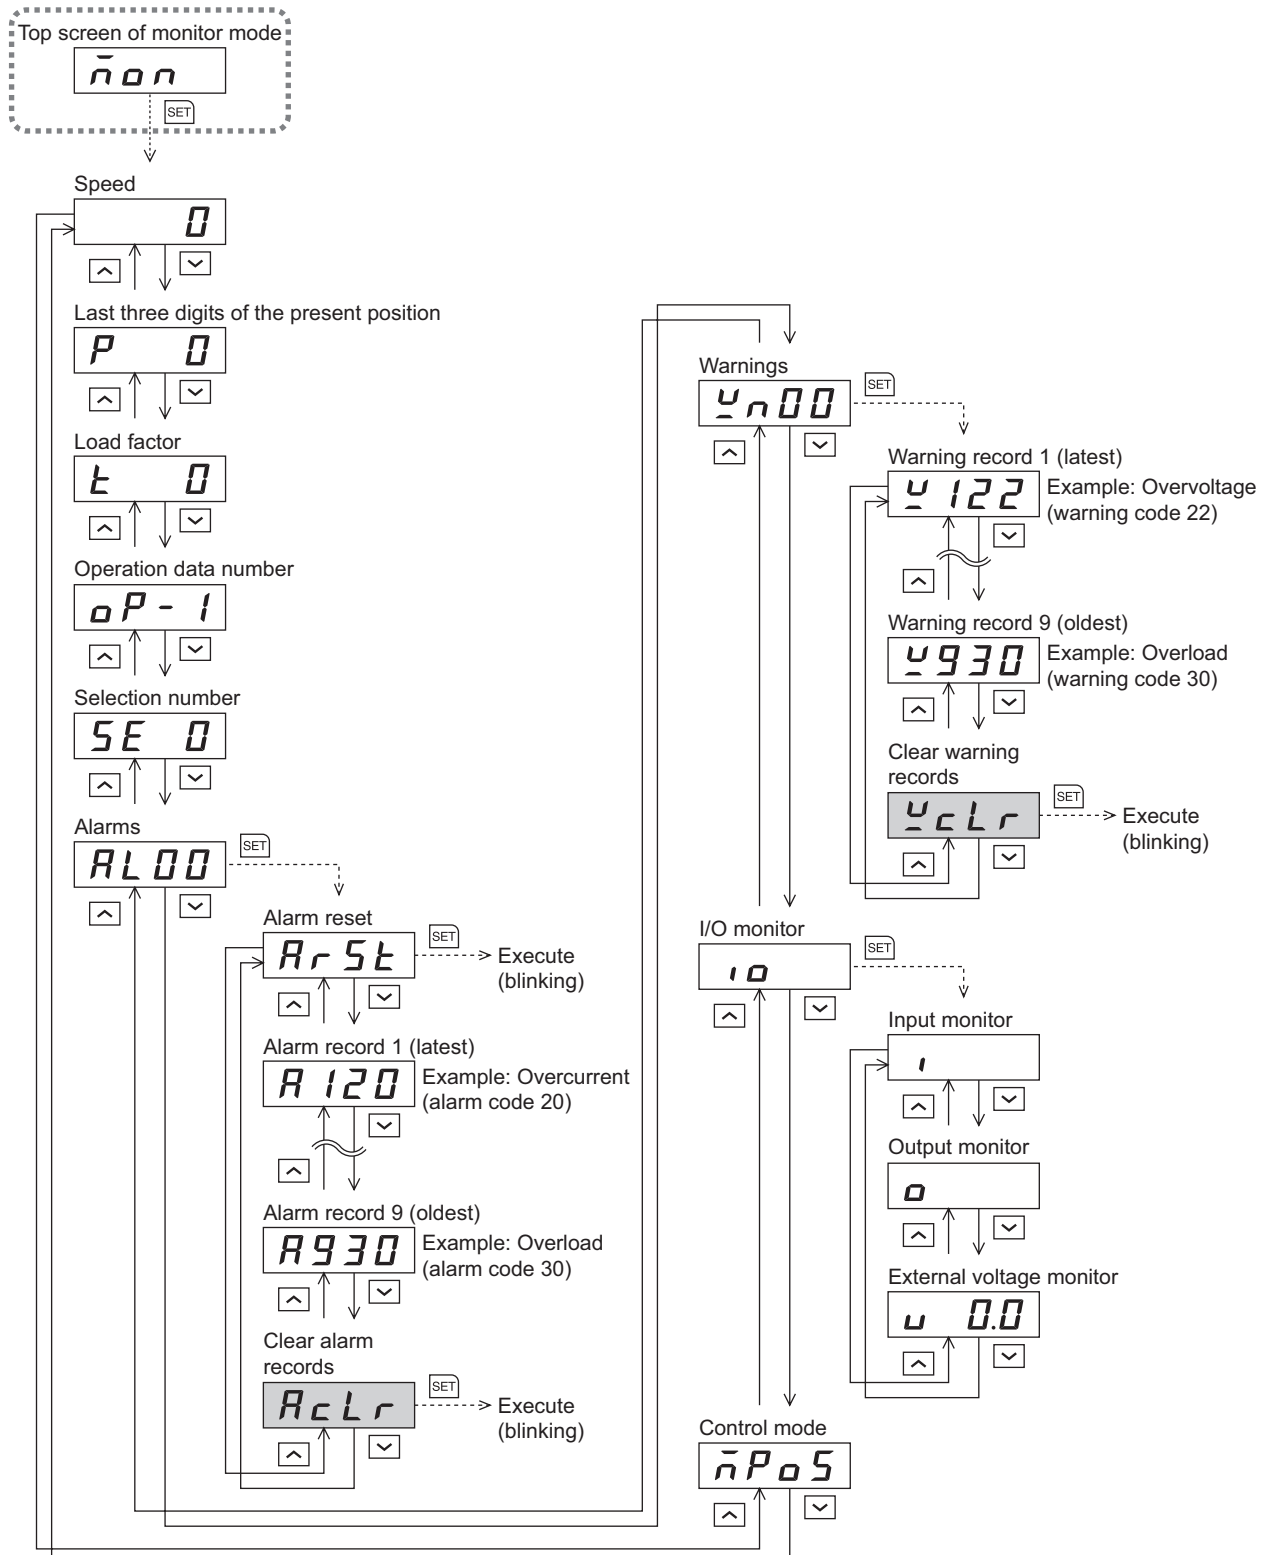 Top screen of monitor mode
mon
SET
Speed
0
Last three digits of the present position
P 0
Load factor
t 0
Operation data number
oP-1
Selection number
SE 0
Alarms
AL00
SET
Alarm reset
ArSt
SET
Execute
(blinking)
Alarm record 1 (latest)
A120
Example: Overcurrent
(alarm code 20)
Alarm record 9 (oldest)
A930
Example: Overload
(alarm code 30)
Clear alarm
records
AcLr
SET
Execute
(blinking)
Warnings
Wn00
SET
Warning record 1 (latest)
W122
Example: Overvoltage
(warning code 22)
Warning record 9 (oldest)
W930
Example: Overload
(warning code 30)
Clear warning
records
WcLr
SET
Execute
(blinking)
I/O monitor
io
SET
Input monitor
i
Output monitor
o
External voltage monitor
u 0.0
Control mode
mPoS